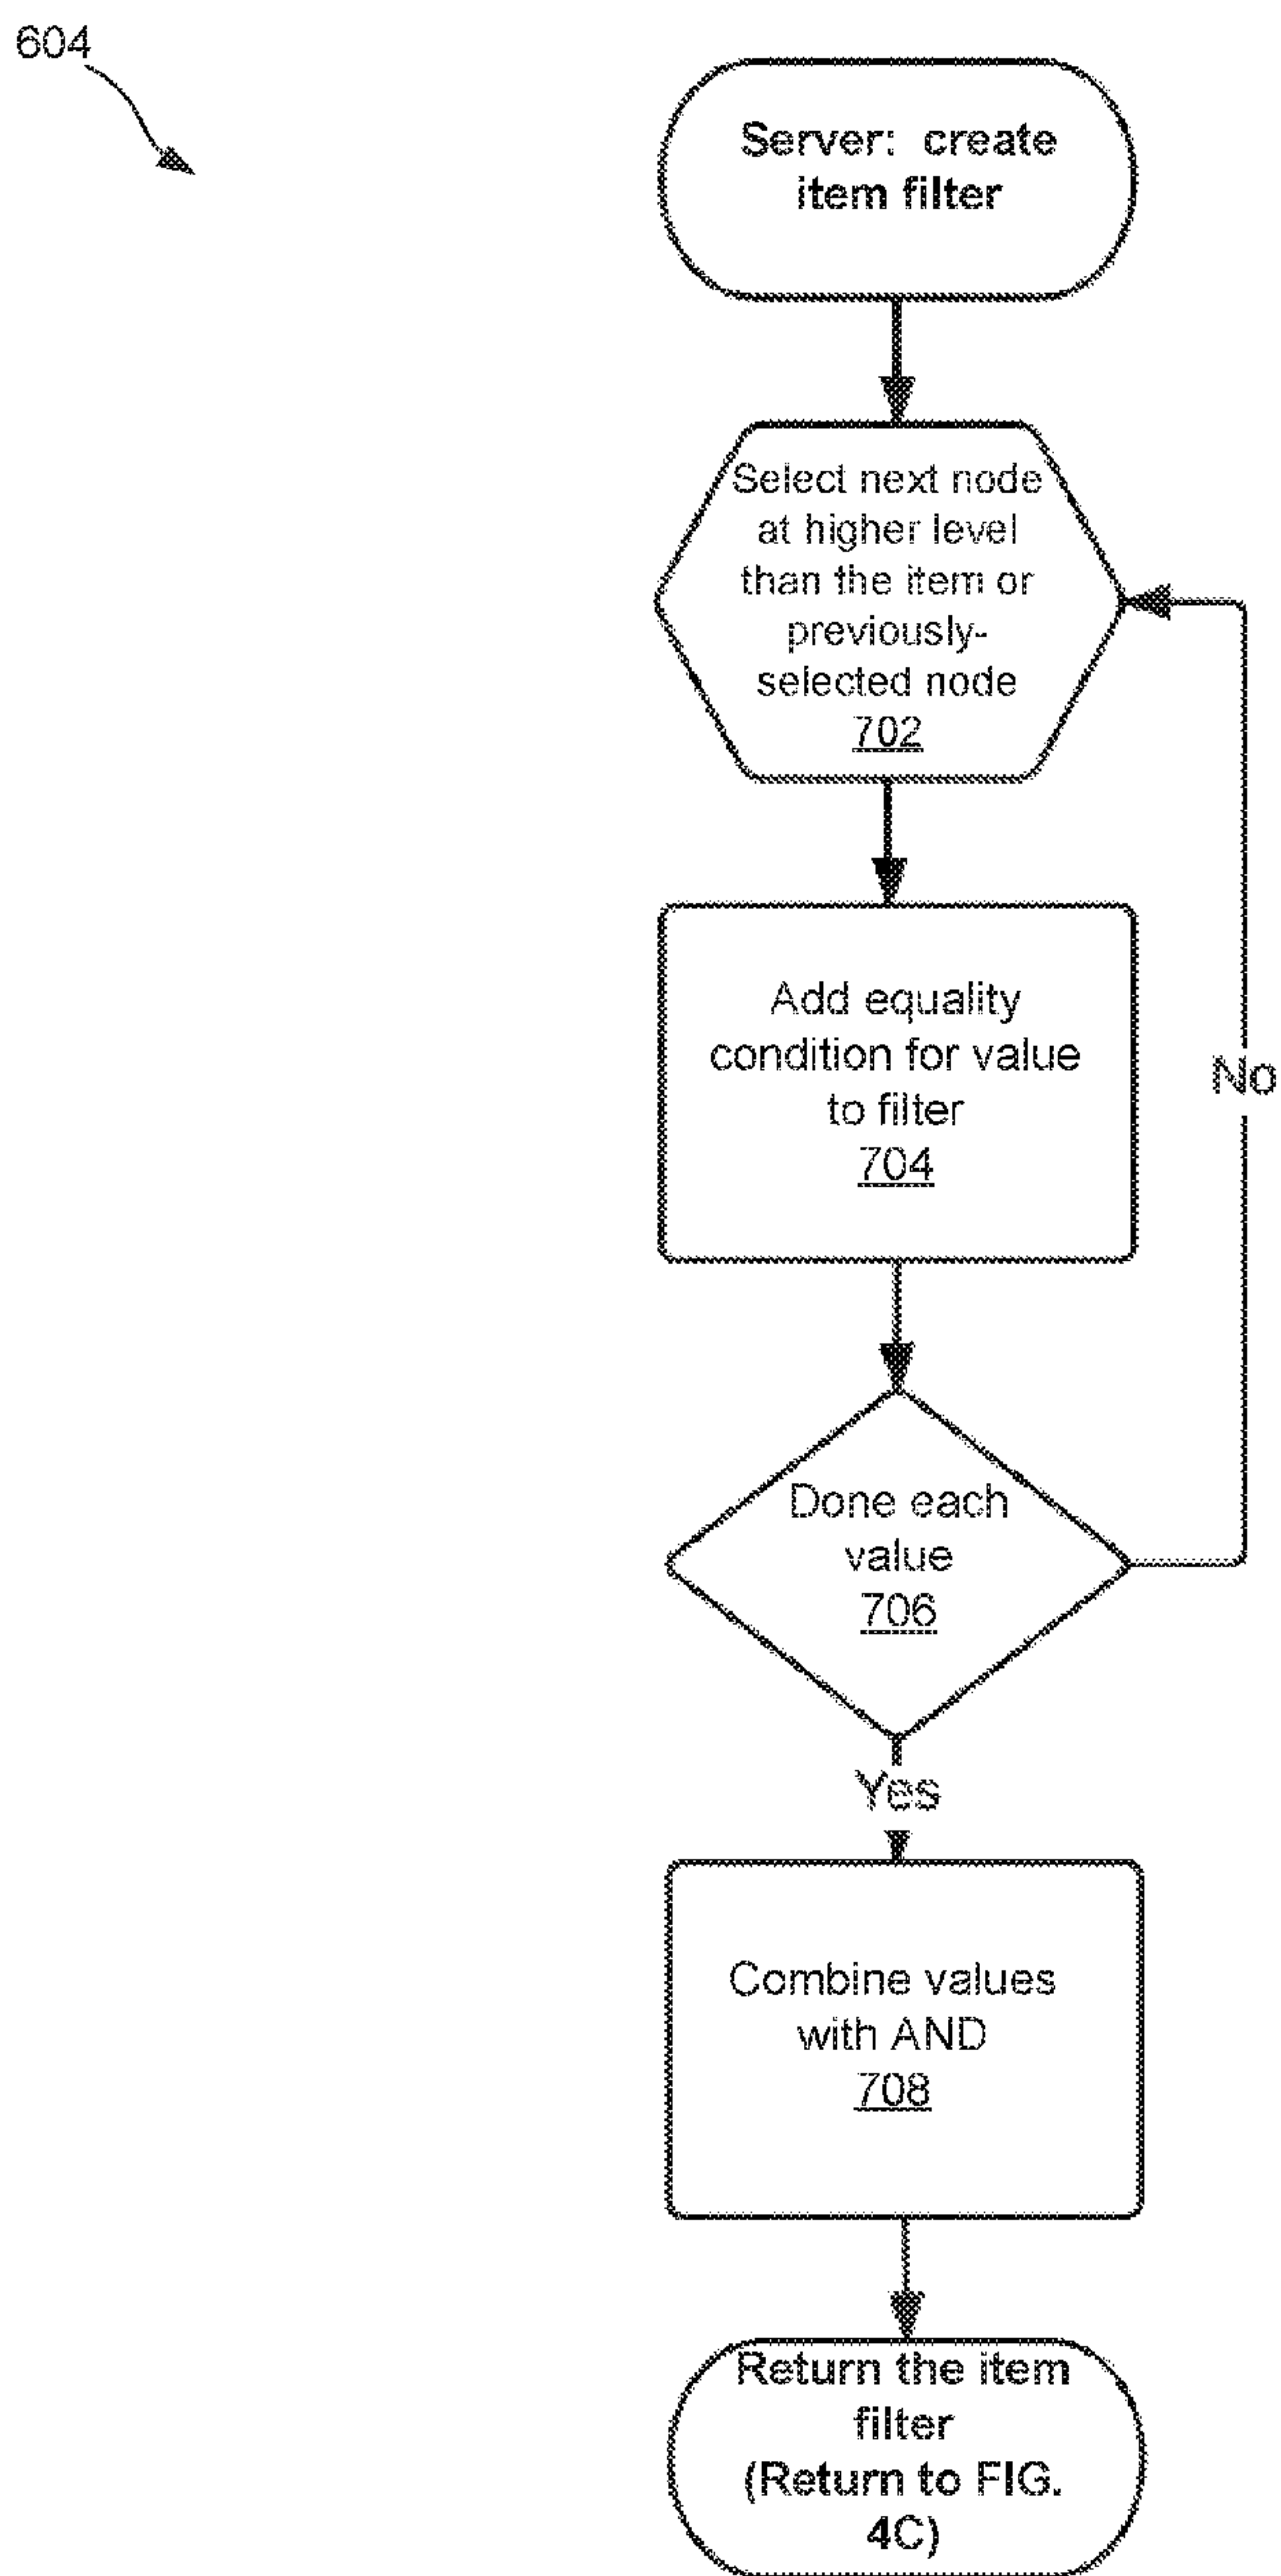 604
Server: create
item filter
Select next node
at higher level
than the item or
previously-
selected node
702
Add equality
condition for value
to filter
704
No
Done each
value
706
Yes
Combine values
with AND
708
Return the item
filter
(Return to FIG.
4C)